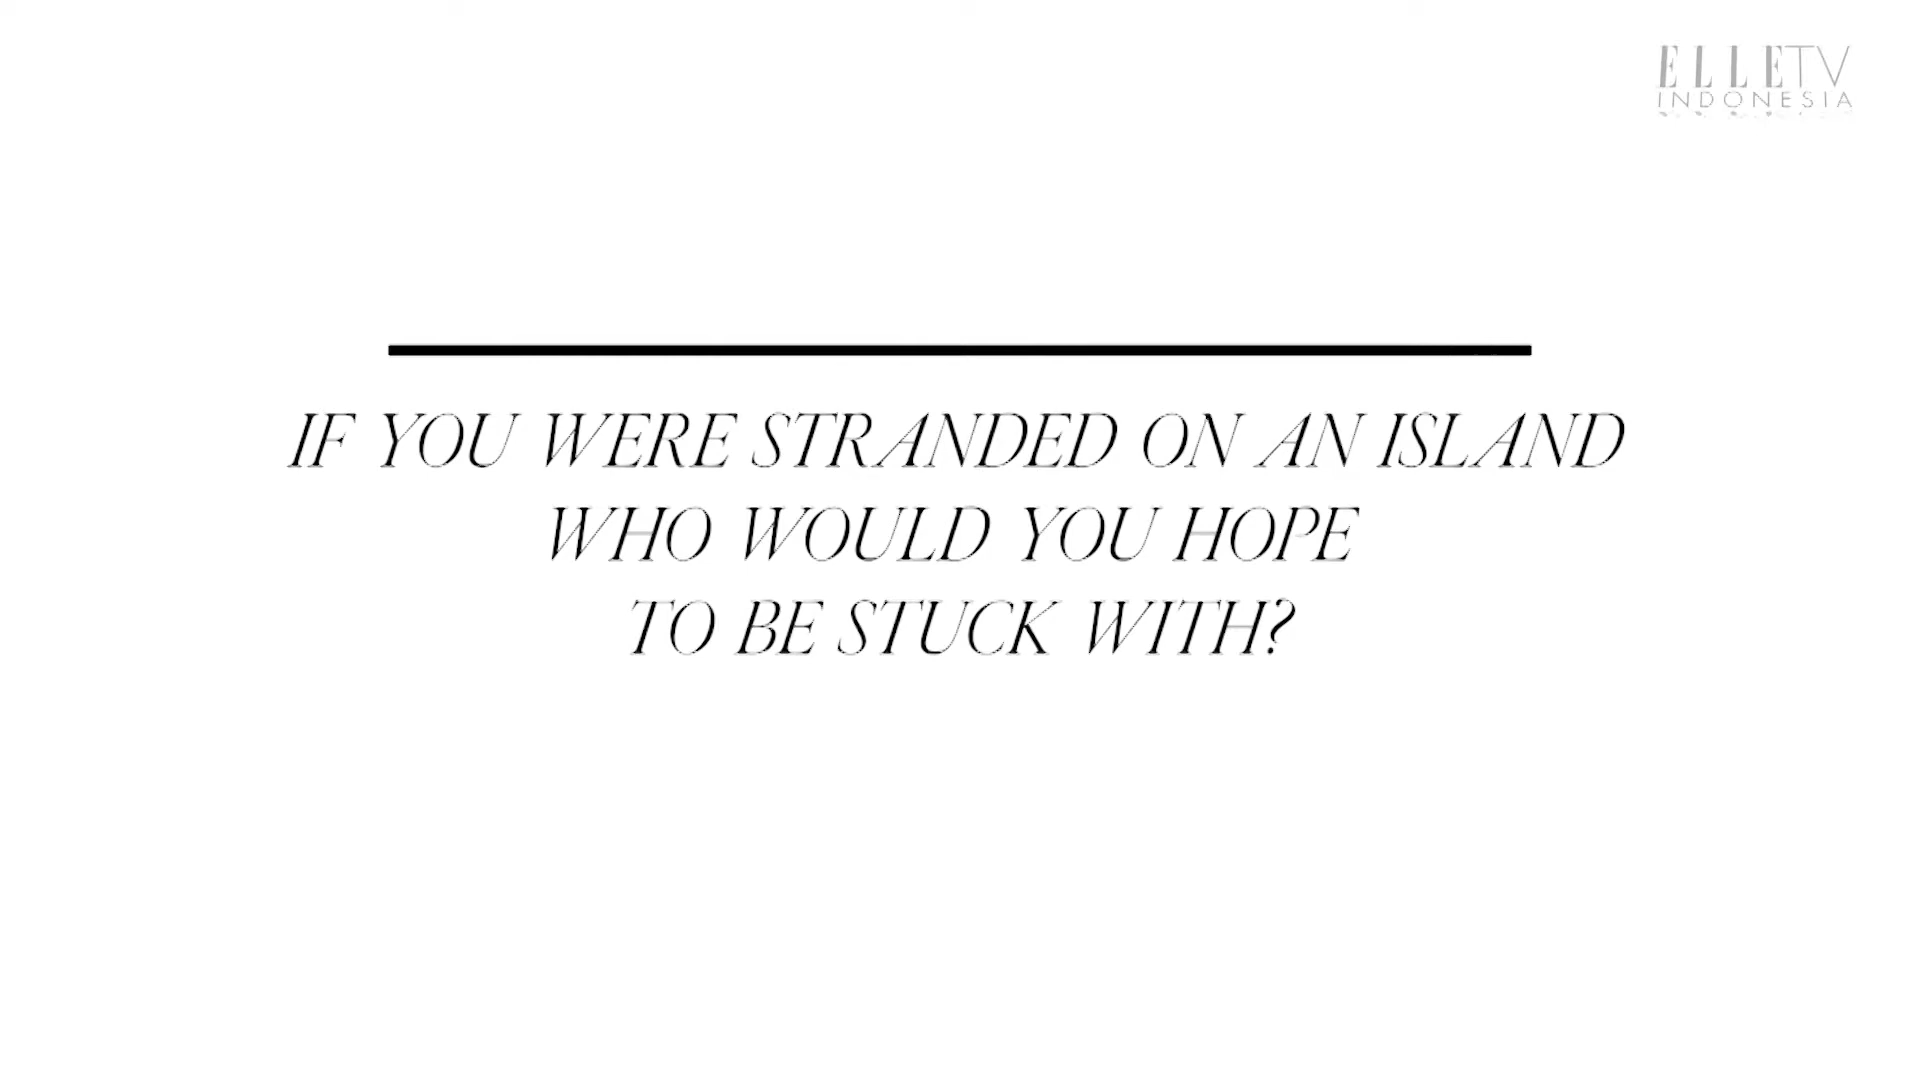 ELLETV
INDONESIA
IF YOU WERE STRANDED ON AN ISLAND
WHO WOULD YOU HOPE
TO BE STUCK WITH?